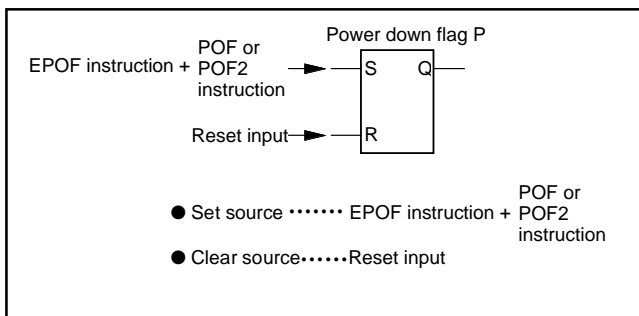 Power down flag P
EPOF instruction + POF or
POF2
instruction
S Q
Reset input
R
● Set source ······· EPOF instruction + POF or
POF2
instruction
● Clear source······Reset input